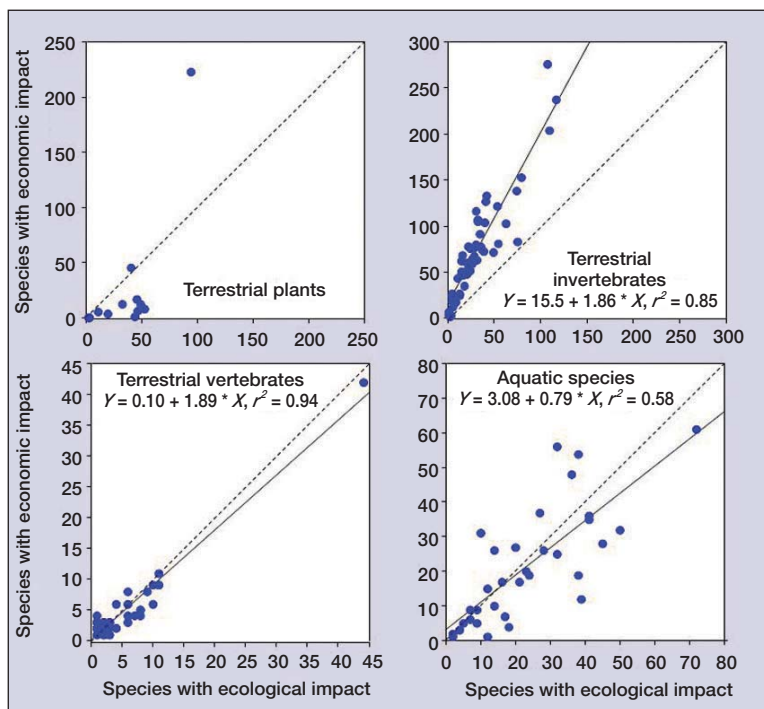 Species with economic impact
250
200
150
100
50
0
Terrestrial plants
0 50 100 150 200 250
300
250
200
150
100
50
0
Terrestrial
invertebrates
Y = 15.5 + 1.86 * X, r² = 0.85
0 50 100 150 200 250 300
Species with economic impact
45
40
35
30
25
20
15
10
5
0
Terrestrial vertebrates
Y = 0.10 + 1.89 * X, r² = 0.94
0 5 10 15 20 25 30 35 40 45
Species with ecological impact
80
70
60
50
40
30
20
10
0
Aquatic species
Y = 3.08 + 0.79 * X, r² = 0.58
0 10 20 30 40 50 60 70 80
Species with ecological impact